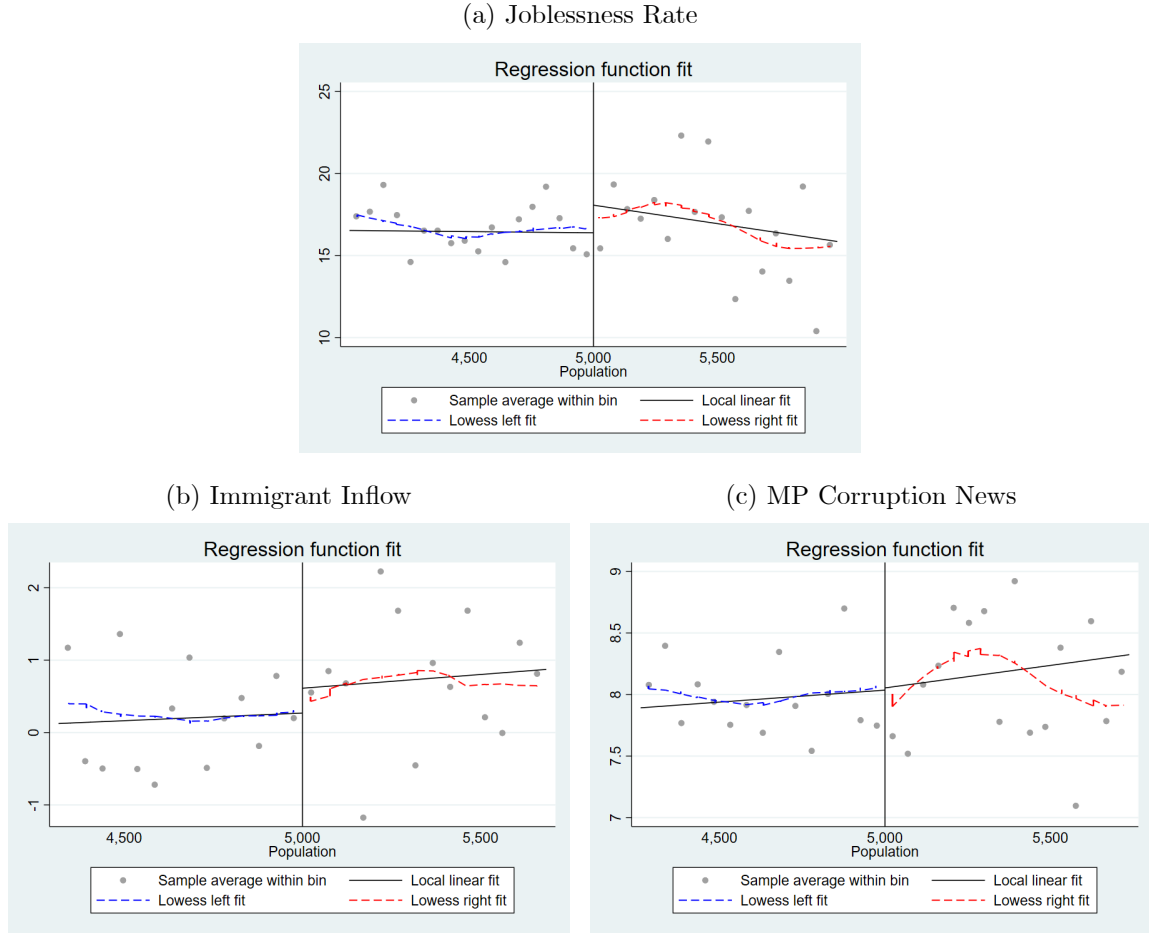 (a) Joblessness Rate
Regression function fit
25
20
15
10
4,500 5,000 5,500
Population
Sample average within bin Local linear fit
Lowess left fit Lowess right fit
(b) Immigrant Inflow
Regression function fit
2
1
0
-1
4,500 5,000 5,500
Population
Sample average within bin Local linear fit
Lowess left fit Lowess right fit
(c) MP Corruption News
Regression function fit
9
8.5
8
7.5
7
4,500 5,000 5,500
Population
Sample average within bin Local linear fit
Lowess left fit Lowess right fit